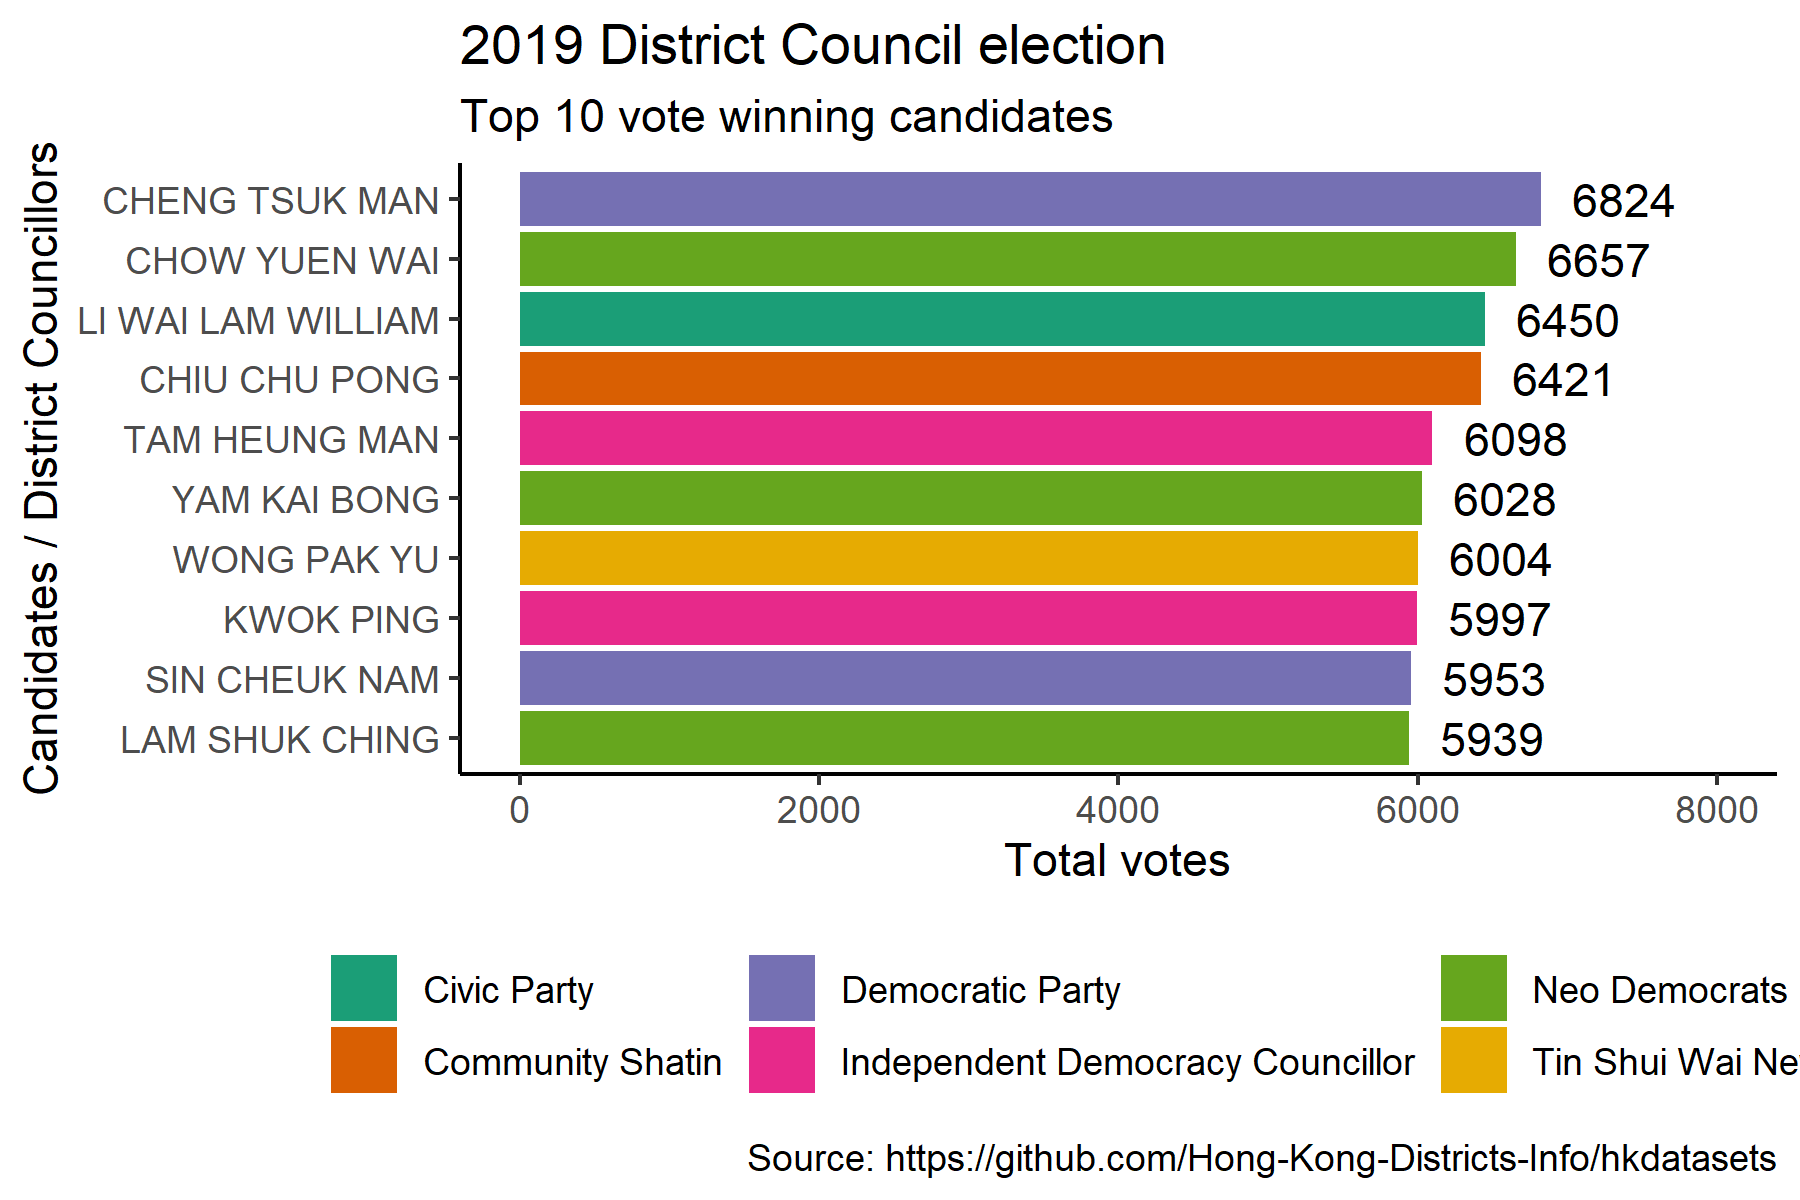 2019 District Council election
Top 10 vote winning candidates
Candidates / District Councillors
CHENG TSUK MAN 6824
CHOW YUEN WAI 6657
LI WAI LAM WILLIAM 6450
CHIU CHU PONG 6421
TAM HEUNG MAN 6098
YAM KAI BONG 6028
WONG PAK YU 6004
KWOK PING 5997
SIN CHEUK NAM 5953
LAM SHUK CHING 5939
0 2000 4000 6000 8000
Total votes
Civic Party Democratic Party Neo Democrats
Community Shatin Independent Democracy Councillor Tin Shui Wai
Source: https://github.com/Hong-Kong-Districts-Info/hkdatasets